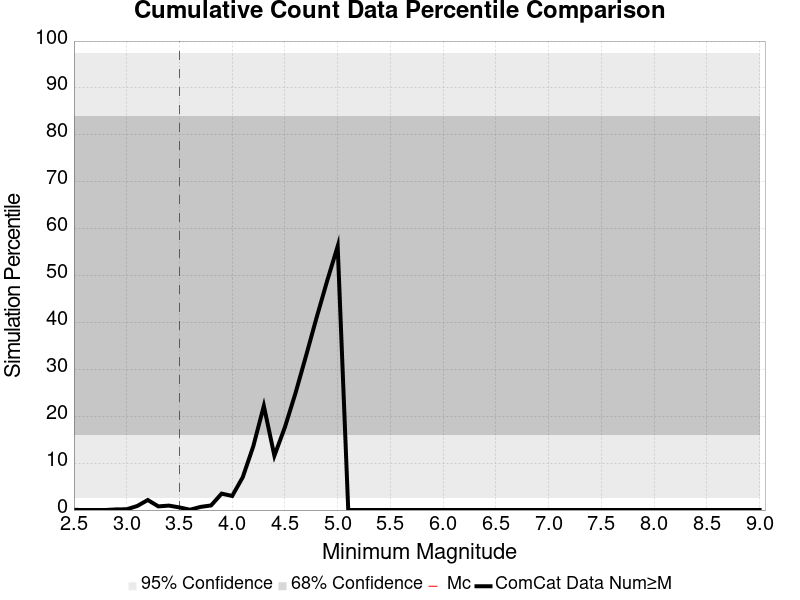 Cumulative Count Data Percentile Comparison
100
90
80
70
60
50
40
30
20
10
0
Simulation Percentile
2.5 3.0 3.5 4.0 4.5 5.0 5.5 6.0 6.5 7.0 7.5 8.0 8.5 9.0
Minimum Magnitude
95% Confidence 68% Confidence Mc ComCat Data Num≥M